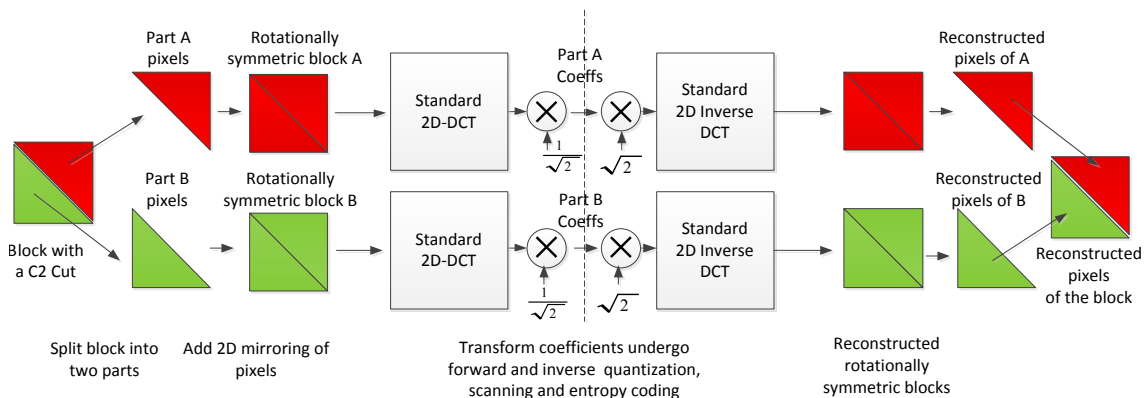 Part A
pixels
Rotationally
symmetric block A
Standard
2D-DCT
Part A
Coeffs
Standard
2D Inverse
DCT
Reconstructed
pixels of A
1
√2
√2
Block with
a C2 Cut
Part B
pixels
Rotationally
symmetric block B
Standard
2D-DCT
Part B
Coeffs
Standard
2D Inverse
DCT
Reconstructed
pixels of B
1
√2
√2
Reconstructed
pixels
of the block
Split block into
two parts
Add 2D mirroring of
pixels
Transform coefficients undergo
forward and inverse quantization,
scanning and entropy coding
Reconstructed
rotationally
symmetric blocks